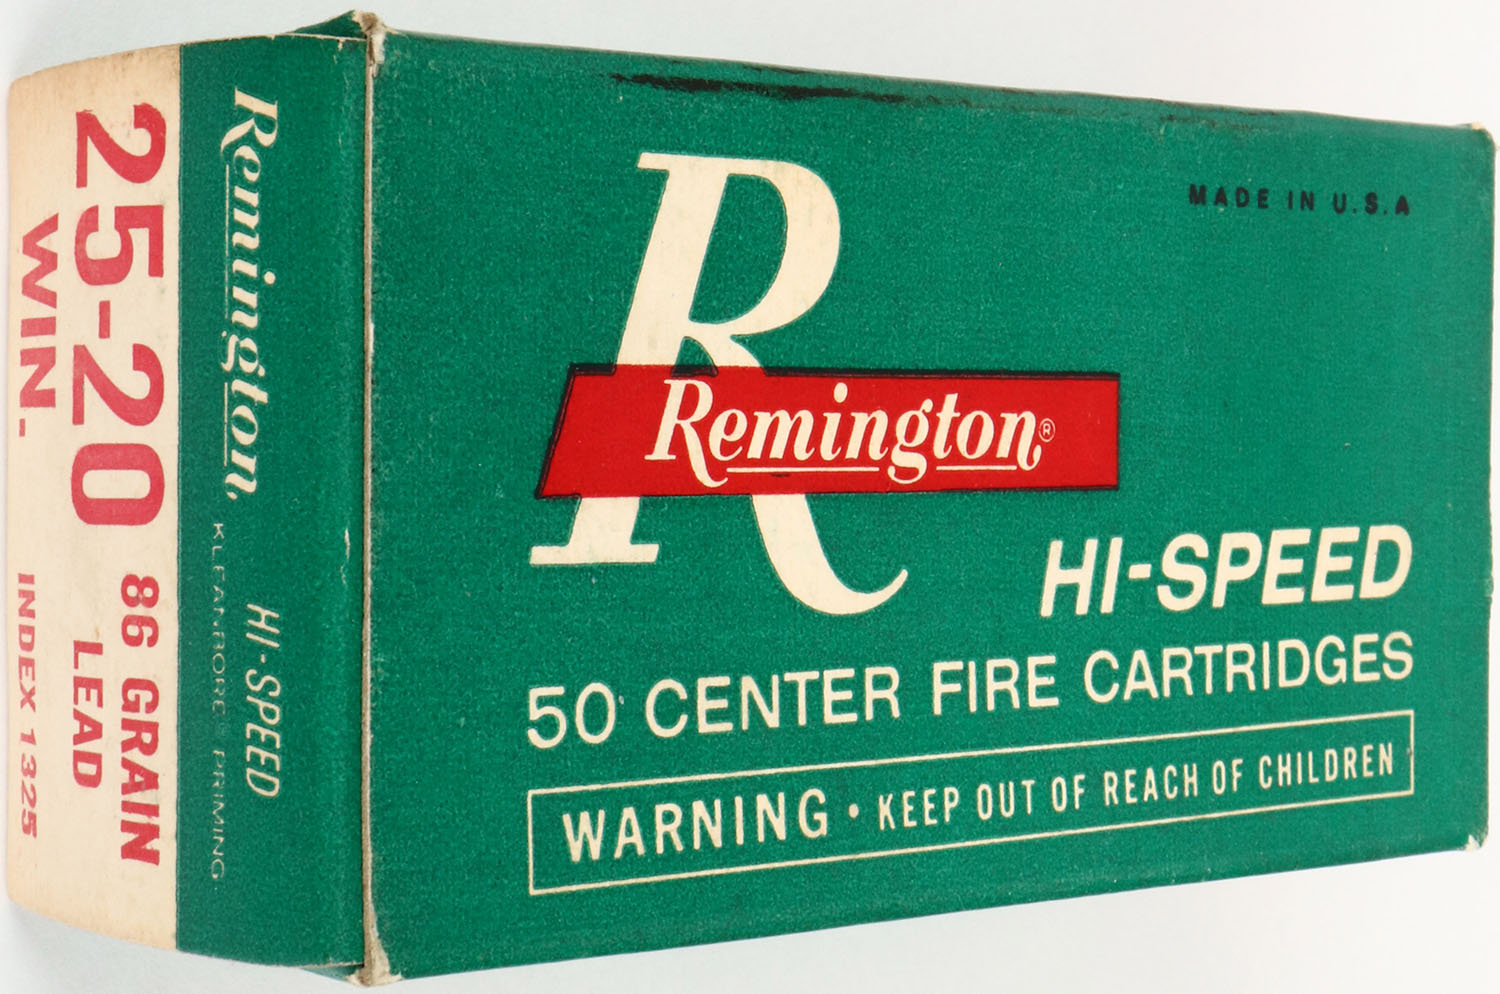 MADE IN U.S.A
R
Remington®
HI-SPEED
50 CENTER FIRE CARTRIDGES
WARNING • KEEP OUT OF REACH OF CHILDREN
Remington.
HI-SPEED
KLEANBORE® PRIMING.
25-20
WIN.
86 GRAIN
LEAD
INDEX 1325